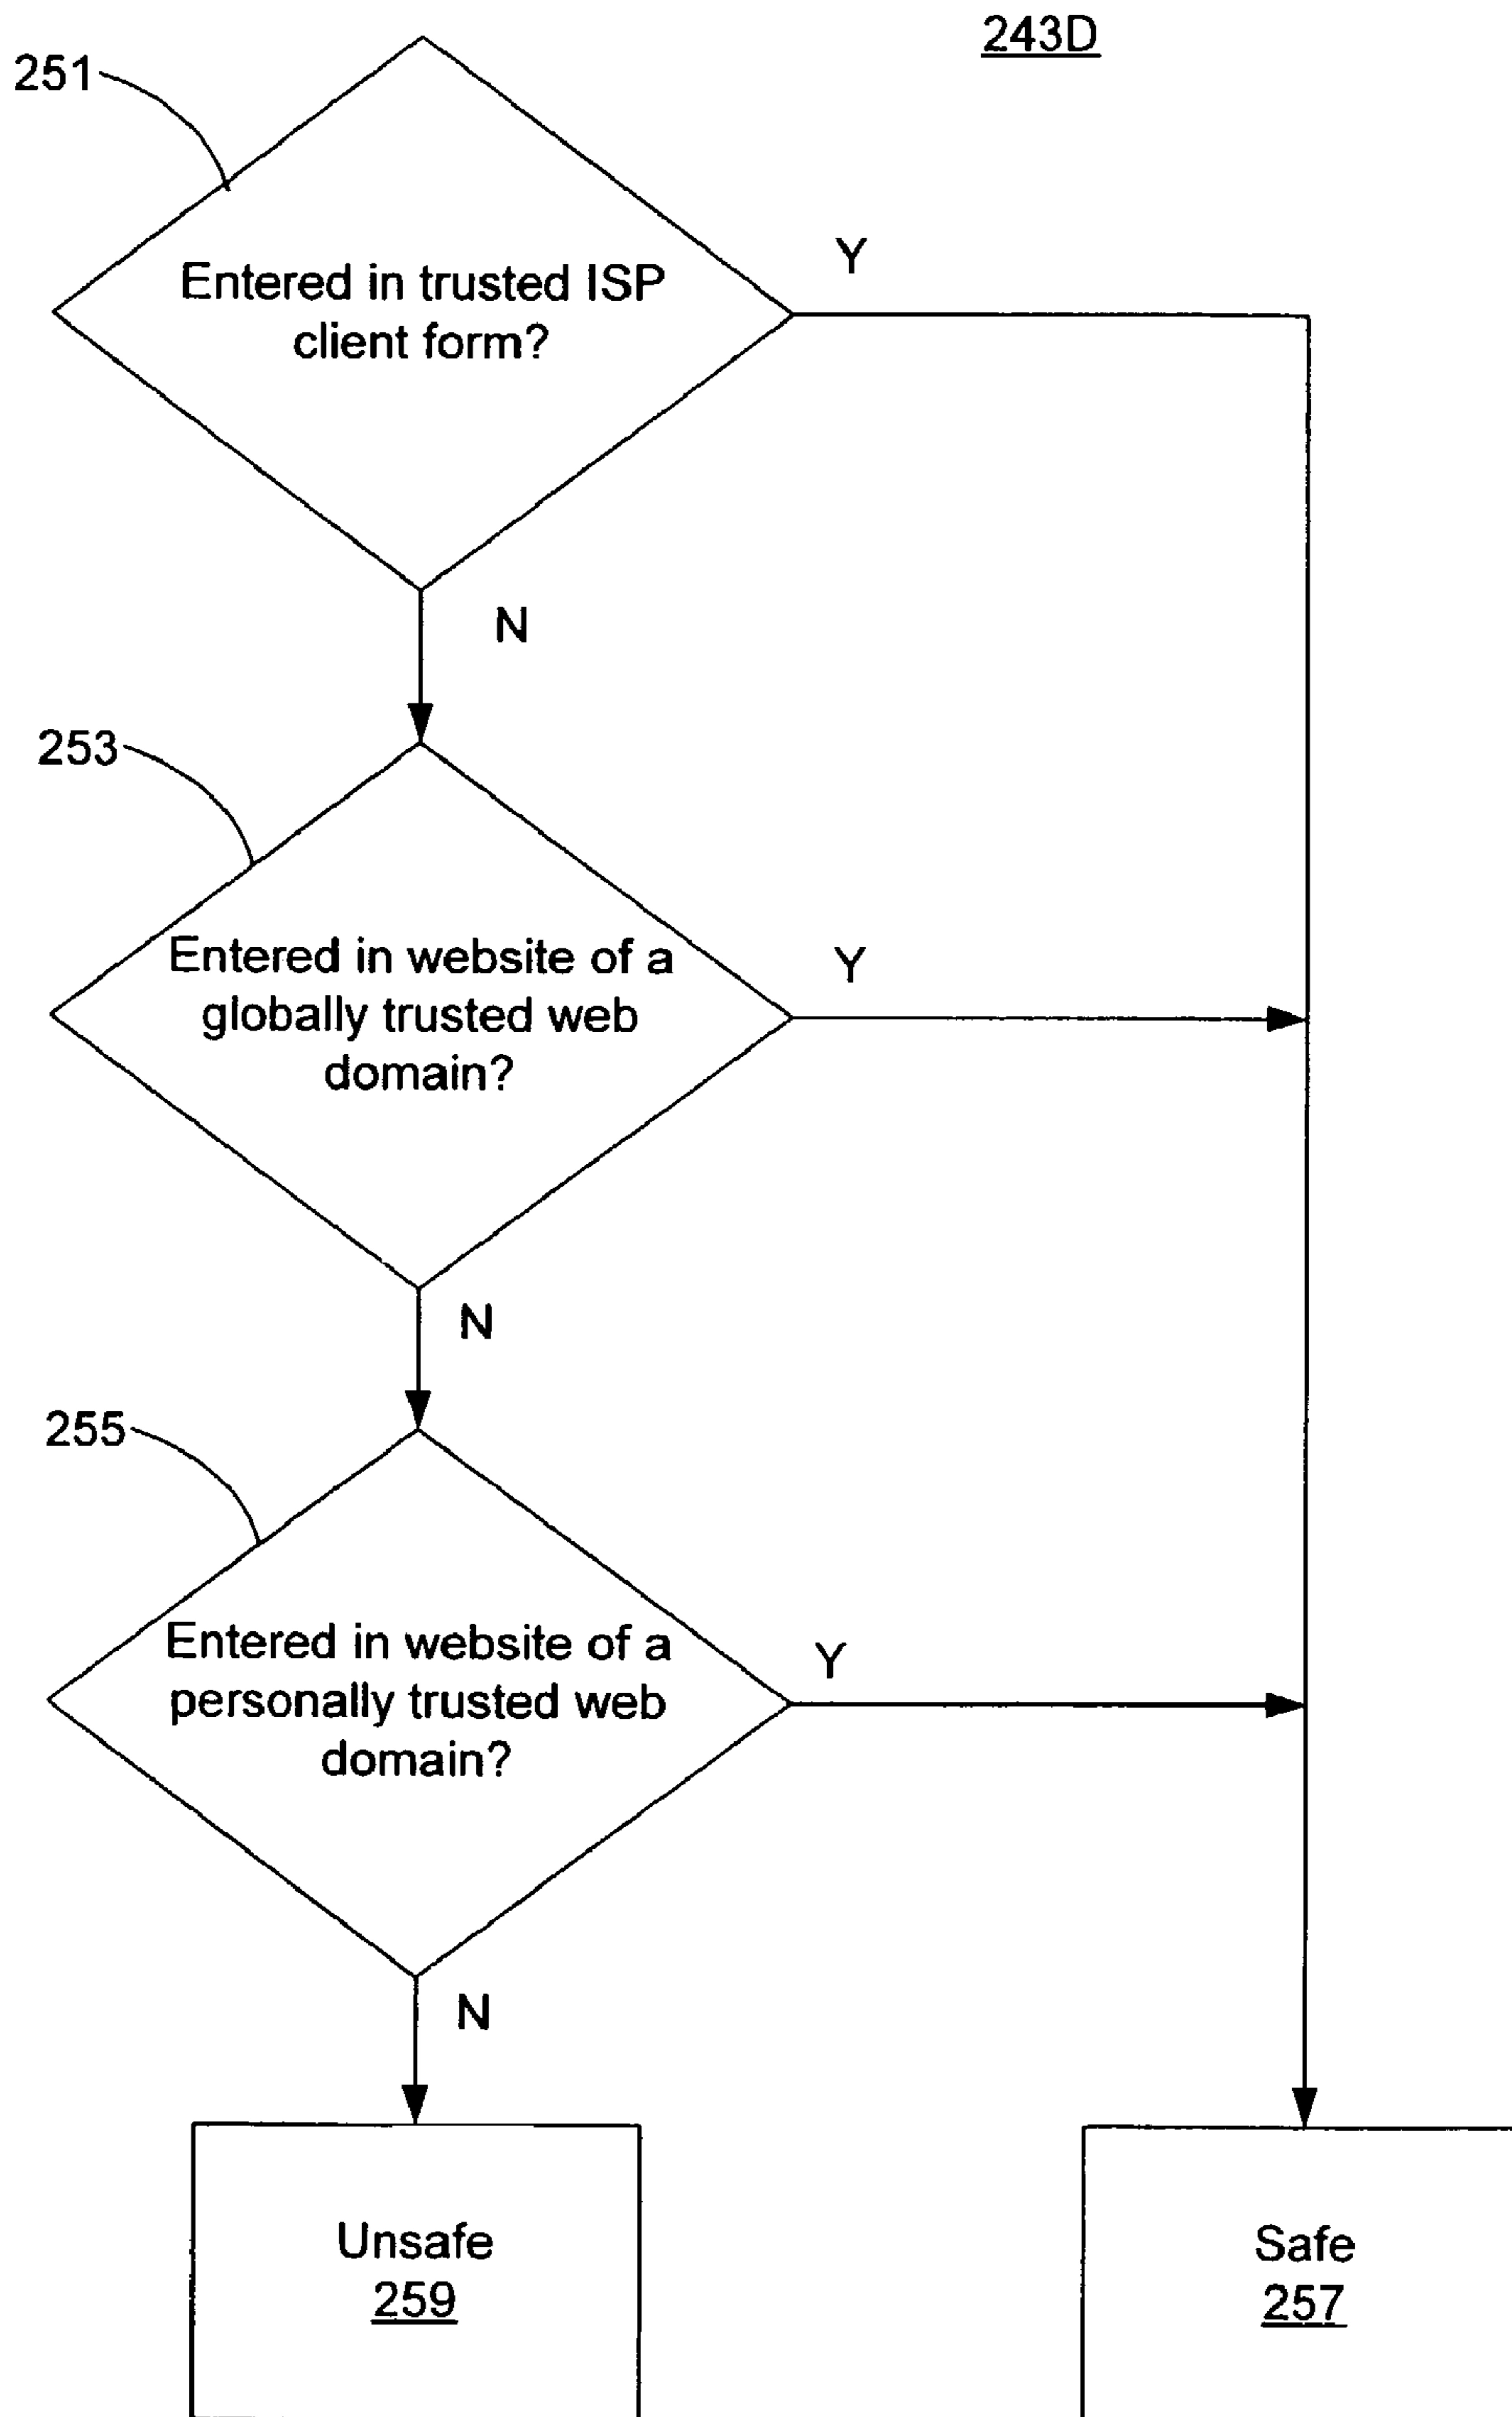 243D
251
Entered in trusted ISP
client form?
Y
N
253
Entered in website of a
globally trusted web
domain?
Y
N
255
Entered in website of a
personally trusted web
domain?
Y
N
Unsafe
259
Safe
257